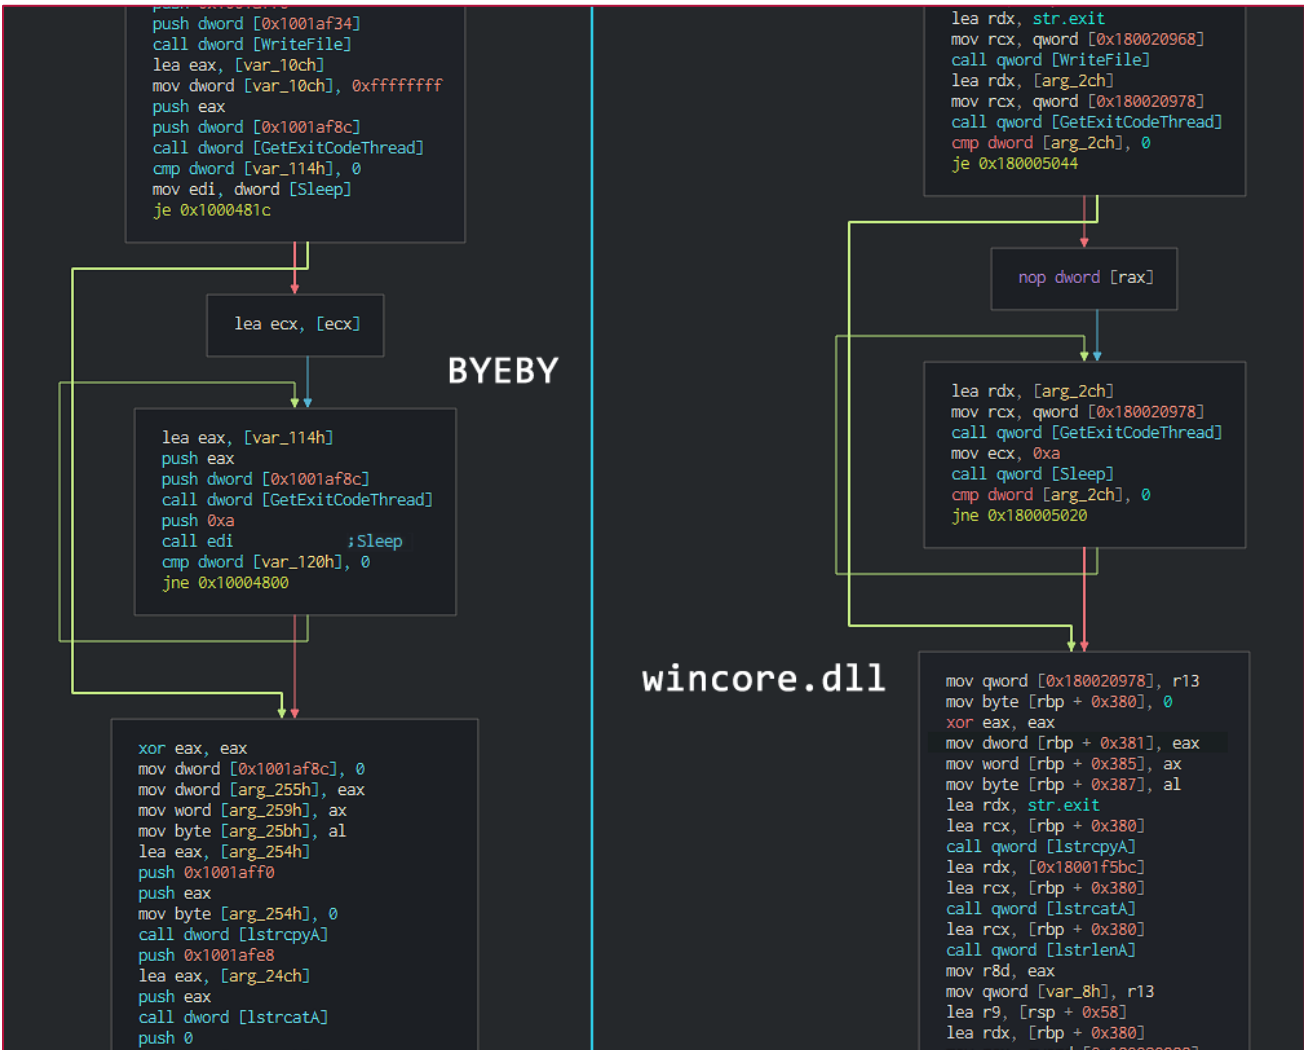 push dword [0x1001af34]
call dword [WriteFile]
lea eax, [var_10ch]
mov dword [var_10ch], 0xffffffff
push eax
push dword [0x1001af8c]
call dword [GetExitCodeThread]
cmp dword [var_114h], 0
mov edi, dword [Sleep]
je 0x1000481c
lea ecx, [ecx]
BYEBY
lea eax, [var_114h]
push eax
push dword [0x1001af8c]
call dword [GetExitCodeThread]
push 0xa
call edi ;Sleep
cmp dword [var_120h], 0
jne 0x10004800
xor eax, eax
mov dword [0x1001af8c], 0
mov dword [arg_255h], eax
mov word [arg_259h], ax
mov byte [arg_25bh], al
lea eax, [arg_254h]
push 0x1001aff0
push eax
mov byte [arg_254h], 0
call dword [lstrcpyA]
push 0x1001afe8
lea eax, [arg_24ch]
push eax
call dword [lstrcatA]
push 0
lea rdx, str.exit
mov rcx, qword [0x180020968]
call qword [WriteFile]
lea rdx, [arg_2ch]
mov rcx, qword [0x180020978]
call qword [GetExitCodeThread]
cmp dword [arg_2ch], 0
je 0x180005044
nop dword [rax]
lea rdx, [arg_2ch]
mov rcx, qword [0x180020978]
call qword [GetExitCodeThread]
mov ecx, 0xa
call qword [Sleep]
cmp dword [arg_2ch], 0
jne 0x180005020
wincore.dll
mov qword [0x180020978], r13
mov byte [rbp + 0x380], 0
xor eax, eax
mov dword [rbp + 0x381], eax
mov word [rbp + 0x385], ax
mov byte [rbp + 0x387], al
lea rdx, str.exit
lea rcx, [rbp + 0x380]
call qword [lstrcpyA]
lea rdx, [0x18001f5bc]
lea rcx, [rbp + 0x380]
call qword [lstrcatA]
lea rcx, [rbp + 0x380]
call qword [lstrlenA]
mov r8d, eax
mov qword [var_8h], r13
lea r9, [rsp + 0x58]
lea rdx, [rbp + 0x380]